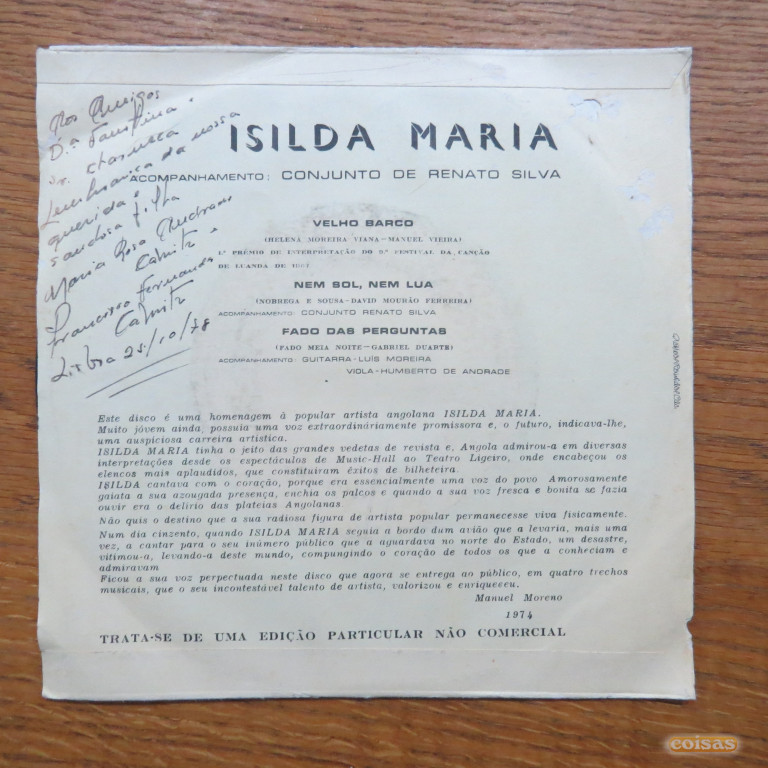 Aos Amigos
D.ª Faustina
Sr.
Lembrança da nossa
querida e
saudosa filha
Maria Rosa
Francisco Fernando
Lisboa 25/10/78
ISILDA MARIA
ACOMPANHAMENTO: CONJUNTO DE RENATO SILVA
VELHO BARCO
(HELENA MOREIRA VIANA-MANUEL VIEIRA)
1.º PRÉMIO DE INTERPRETAÇÃO DO FESTIVAL DA CANÇÃO
DE LUANDA DE
NEM SOL, NEM LUA
(NOBREGA E SOUSA-DAVID MOURÃO FERREIRA)
ACOMPANHAMENTO: CONJUNTO RENATO SILVA
FADO DAS PERGUNTAS
(FADO MEIA NOITE-GABRIEL DUARTE)
ACOMPANHAMENTO: GUITARRA-LUÍS MOREIRA
VIOLA-HUMBERTO DE ANDRADE
Este disco é uma homenagem à popular artista angolana ISILDA MARIA.
Muito jóvem ainda, possuia uma voz extraordináriamente promissora e, o futuro, indicava-lhe,
uma auspiciosa carreira artística.
ISILDA MARIA tinha o jeito das grandes vedetas de revista e, Angola admirou-a em diversas
interpretações desde os espectáculos de Music-Hall ao Teatro Ligeiro, onde encabeçou os
elencos mais aplaudidos, que constituiram êxitos de bilheteira.
ISILDA cantava com o coração, porque era essencialmente uma voz do povo Amorosamente
gaiata a sua azougada presença, enchia os palcos e quando a sua voz fresca e bonita se fazia
ouvir era o delírio das plateias Angolanas
Não quis o destino que a sua radiosa figura de artista popular permanecesse viva físicamente.
Num dia cinzento, quando ISILDA MARIA seguia a bordo dum avião que a levaria, mais uma
vez, a cantar para o seu inúmero público que a aguardava no norte do Estado, um desastre,
vitimou-a, levando-a deste mundo, compungindo o coração de todos os que a conheciam e
admiravam
Ficou a sua voz perpectuada neste disco que agora se entrega ao público, em quatro trechos
musicais, que o seu incontestável talento de artista, valorizou e enriqueceu.
Manuel Moreno
1974
TRATA-SE DE UMA EDIÇÃO PARTICULAR NÃO COMERCIAL
coisas